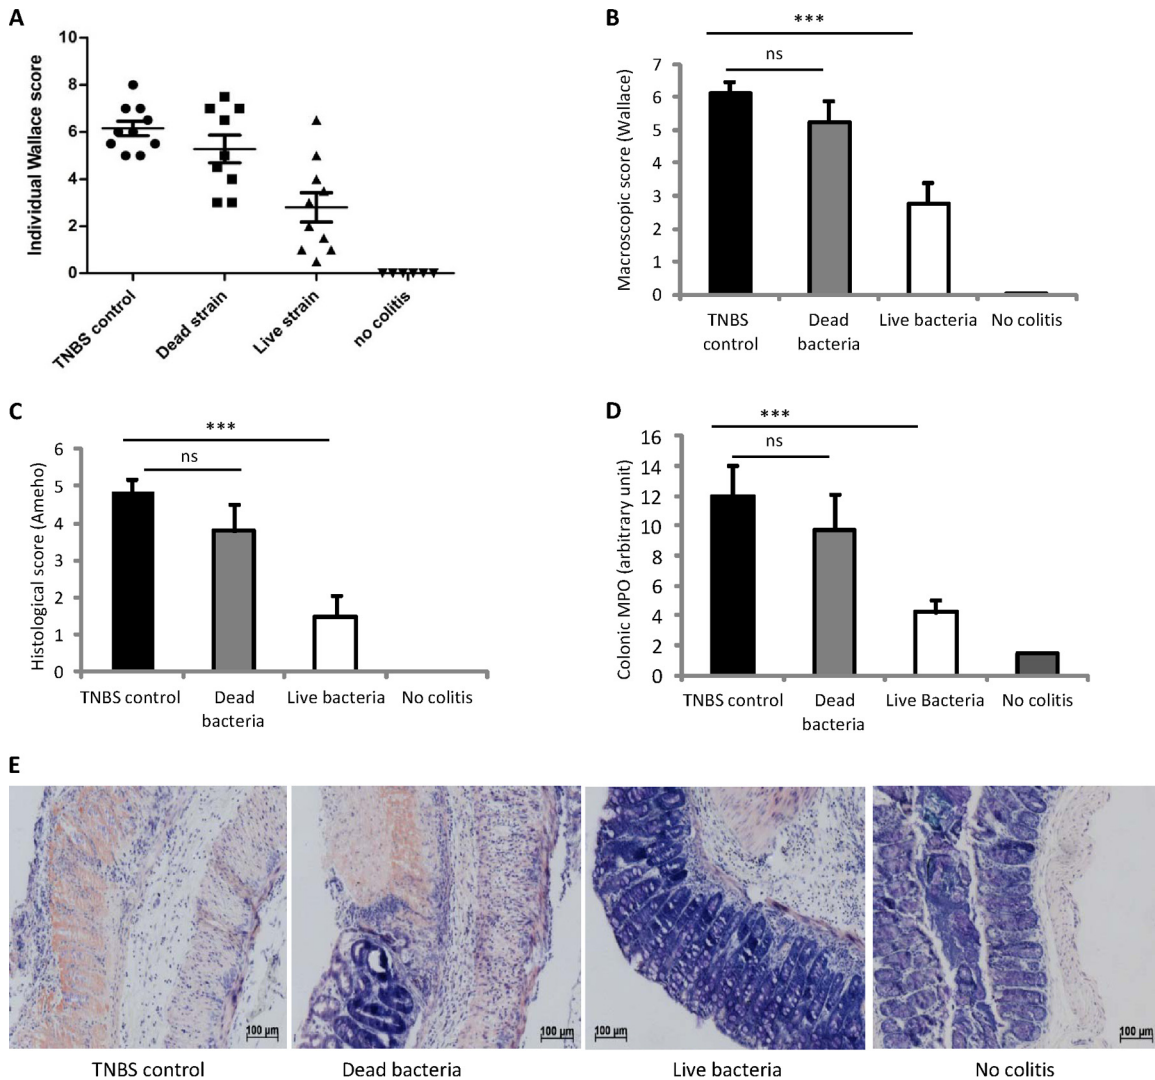 A
Individual Wallace score
10
8
6
4
2
0
TNBS control
Dead strain
Live strain
no colitis
B
***
ns
Macroscopic score (Wallace)
7
6
5
4
3
2
1
0
TNBS
control
Dead
bacteria
Live bacteria
No colitis
C
***
ns
Histological score (Ameho)
6
5
4
3
2
1
0
TNBS control
Dead
bacteria
Live bacteria
No colitis
D
***
ns
Colonic MPO (arbitrary unit)
16
14
12
10
8
6
4
2
0
TNBS control
Dead
bacteria
Live Bacteria
No colitis
E
100 µm
100 µm
100 µm
100 µm
TNBS control
Dead bacteria
Live bacteria
No colitis